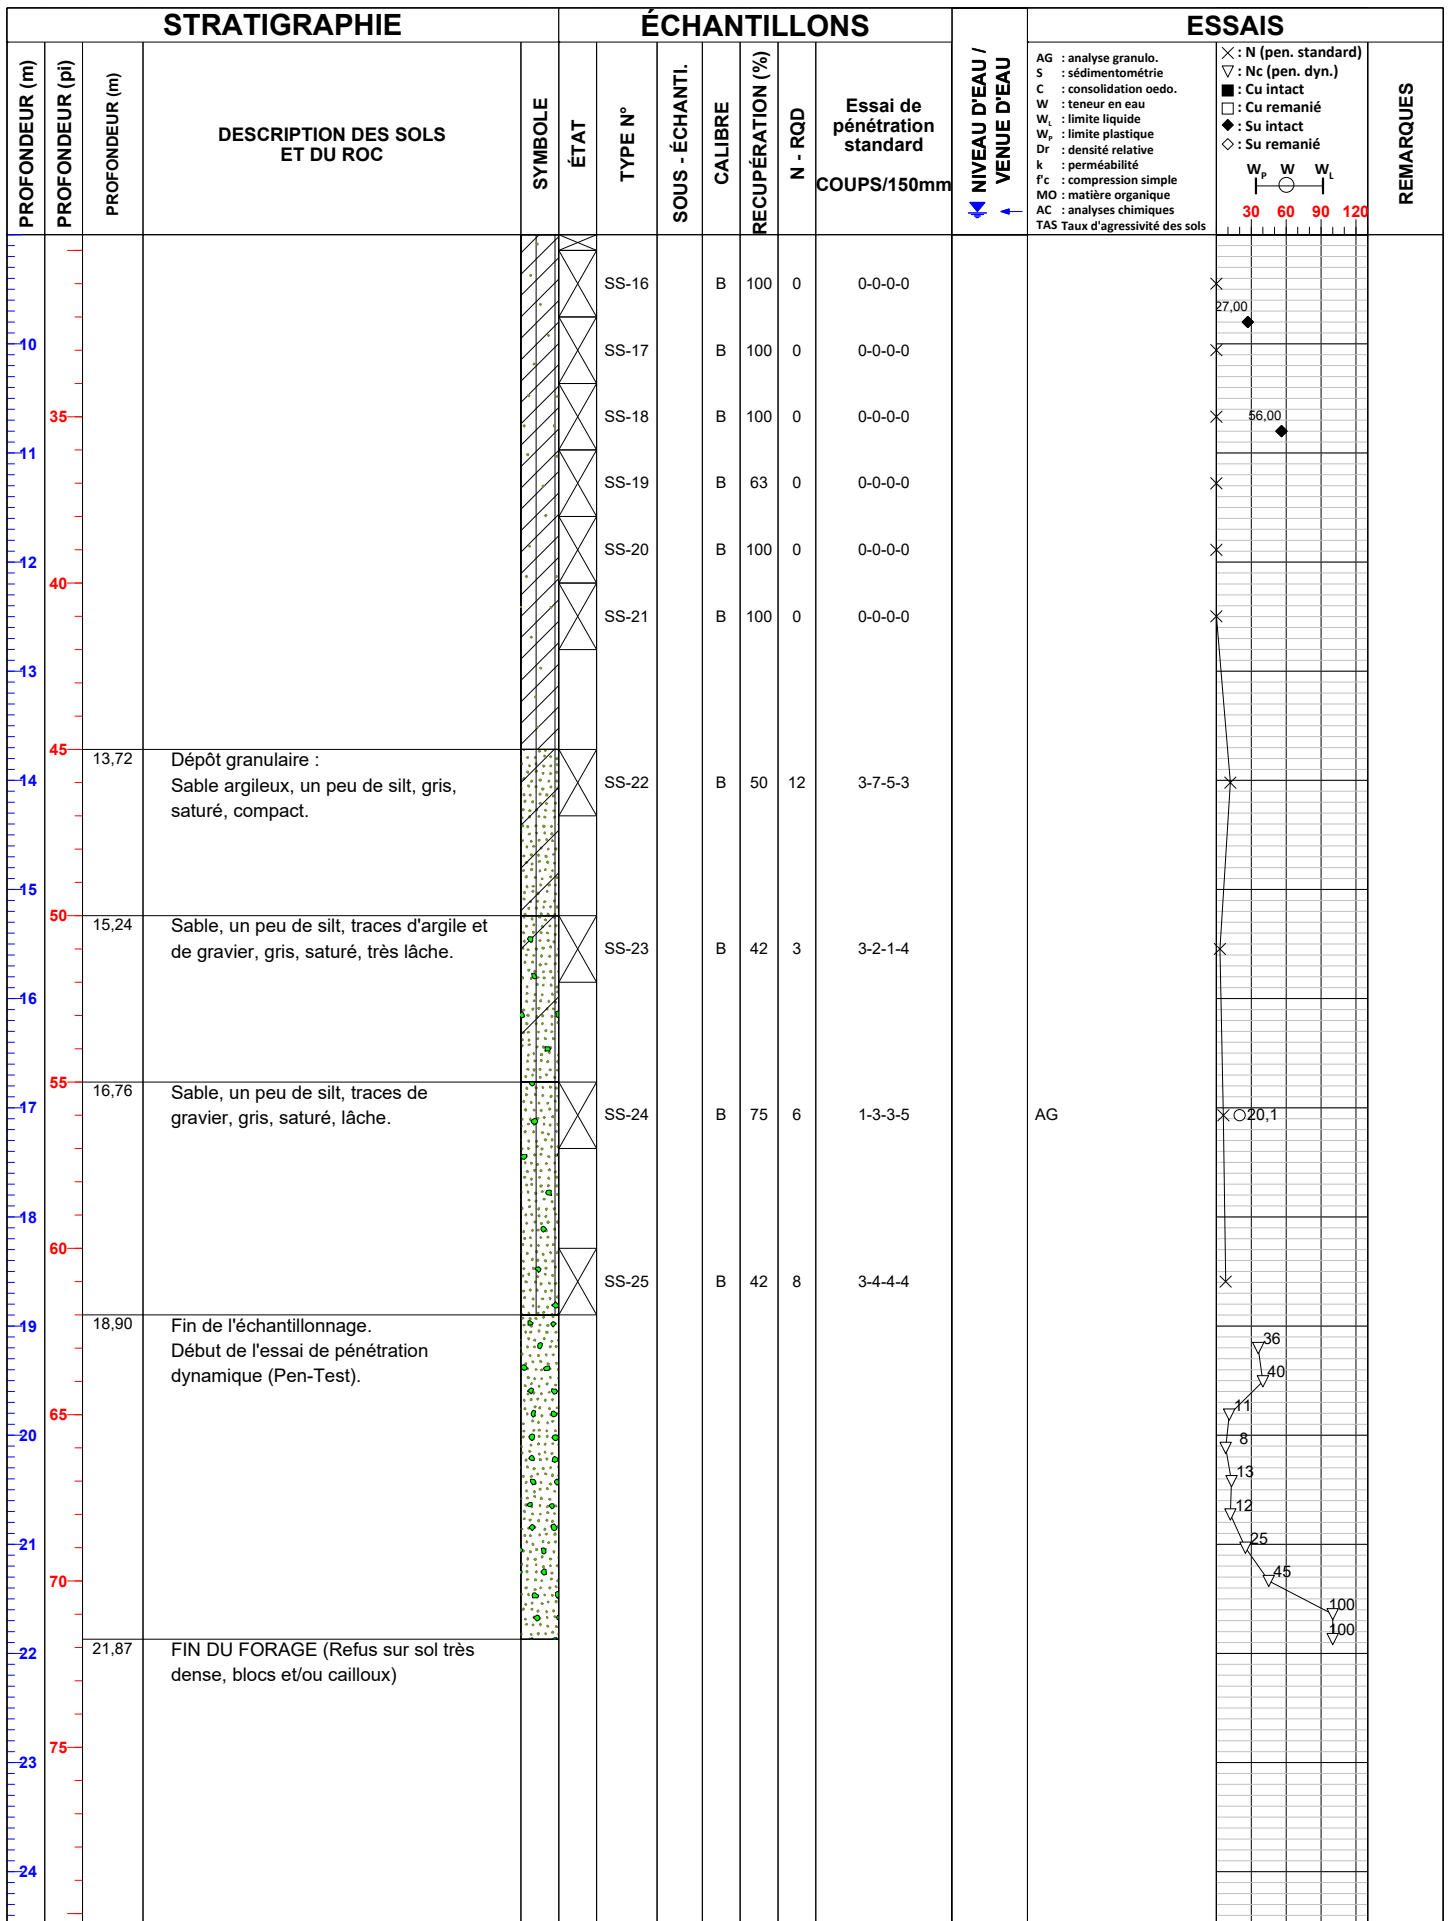 STRATIGRAPHIE
ÉCHANTILLONS
ESSAIS
PROFONDEUR (m)
PROFONDEUR (pi)
PROFONDEUR (m)
DESCRIPTION DES SOLS
ET DU ROC
SYMBOLE
ÉTAT
TYPE N°
SOUS - ÉCHANTI.
CALIBRE
RECUPÉRATION (%)
N - RQD
Essai de
pénétration
standard
COUPS/150mm
NIVEAU D'EAU /
VENUE D'EAU
AG : analyse granulo.
S : sédimentométrie
C : consolidation oedo.
W : teneur en eau
WL : limite liquide
WP : limite plastique
Dr : densité relative
k : perméabilité
f'c : compression simple
MO : matière organique
AC : analyses chimiques
TAS Taux d'agressivité des sols
: N (pen. standard)
: Nc (pen. dyn.)
: Cu intact
: Cu remanié
: Su intact
: Su remanié
WP W WL
30 60 90 120
REMARQUES
SS-16 B 100 0 0-0-0-0
27,00
10
SS-17 B 100 0 0-0-0-0
35 SS-18 B 100 0 0-0-0-0 56,00
11
SS-19 B 63 0 0-0-0-0
SS-20 B 100 0 0-0-0-0
12
40
SS-21 B 100 0 0-0-0-0
13
45
13,72 Dépôt granulaire :
14 Sable argileux, un peu de silt, gris, SS-22 B 50 12 3-7-5-3
saturé, compact.
15
50
15,24 Sable, un peu de silt, traces d'argile et
de gravier, gris, saturé, très lâche. SS-23 B 42 3 3-2-1-4
16
55
16,76 Sable, un peu de silt, traces de
17 gravier, gris, saturé, lâche. SS-24 B 75 6 1-3-3-5 AG 20,1
18
60
SS-25 B 42 8 3-4-4-4
19 18,90 Fin de l'échantillonnage.
Début de l'essai de pénétration 36
dynamique (Pen-Test). 40
65 11
20 8
13
12
21 25
70 45
100
100
22 21,87 FIN DU FORAGE (Refus sur sol très
dense, blocs et/ou cailloux)
75
23
24